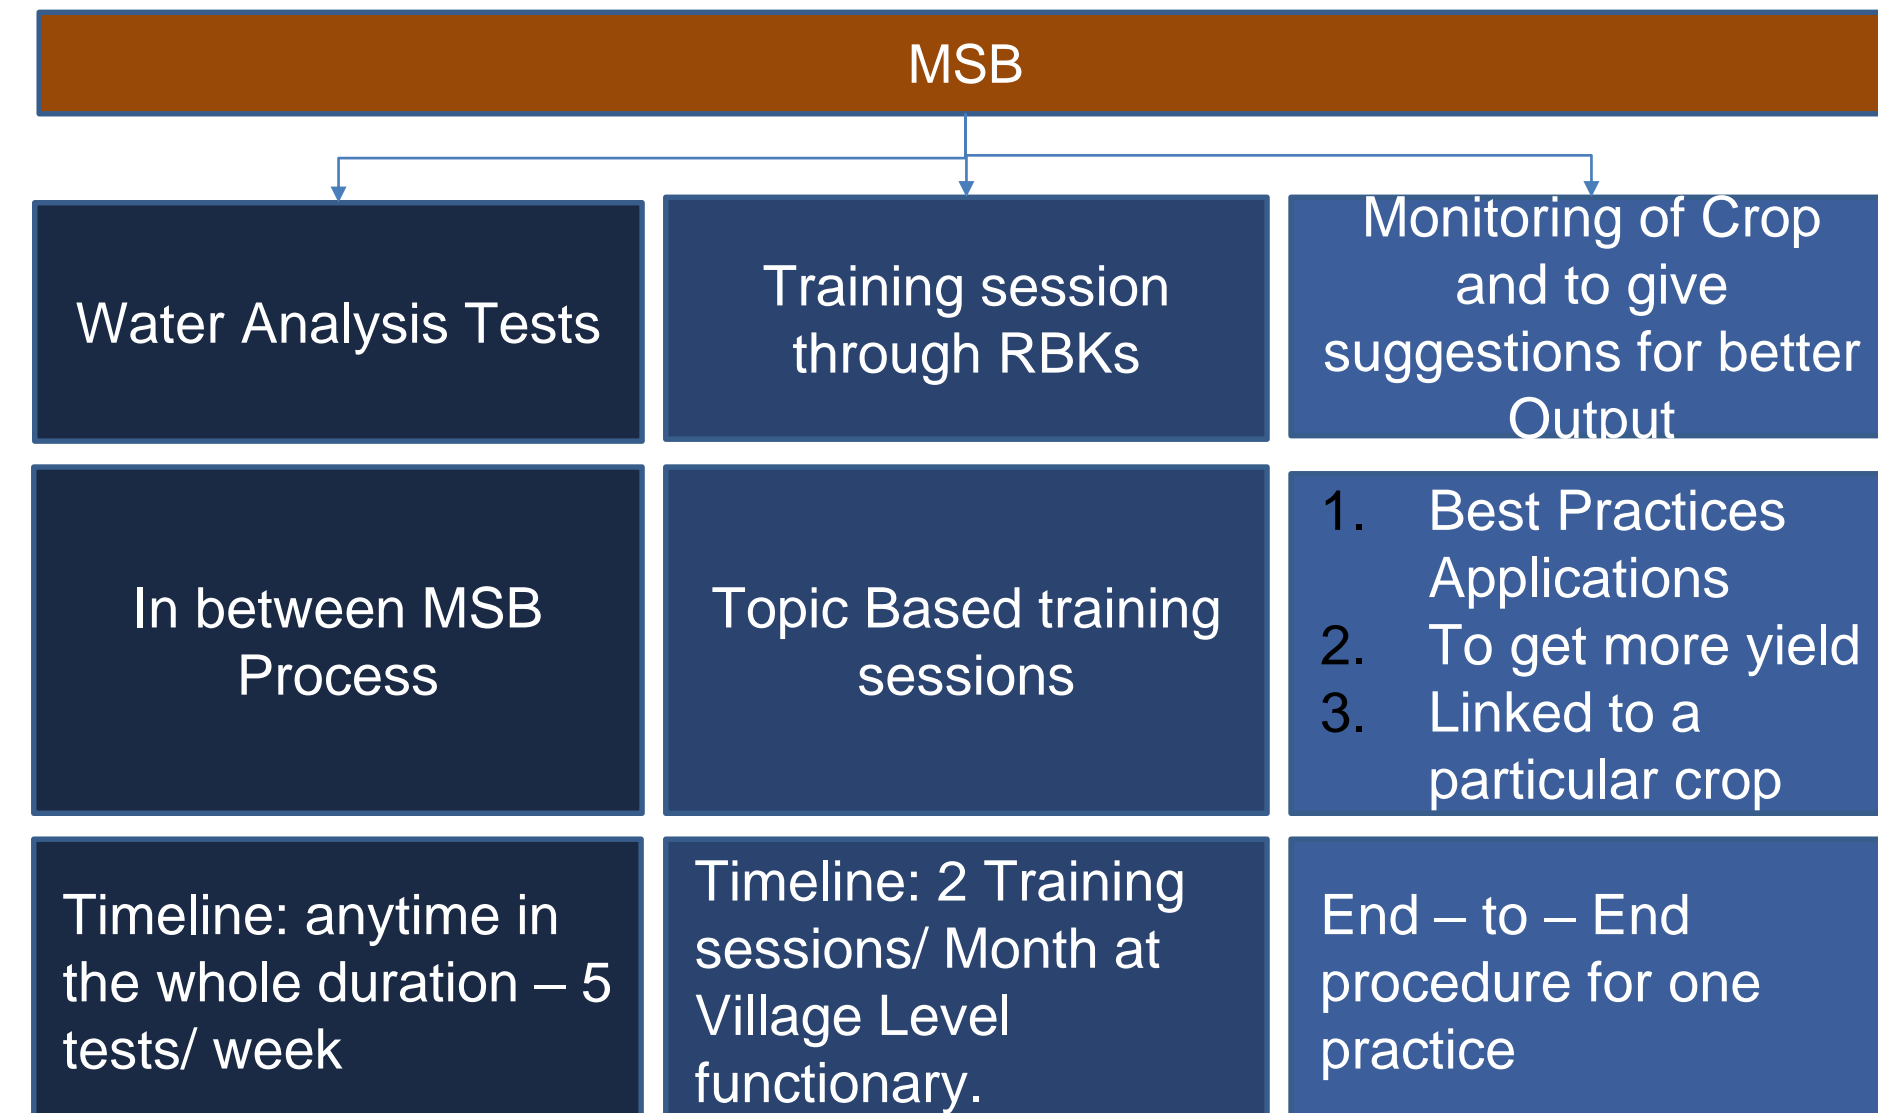 MSB
Water Analysis Tests
Training session
through RBKs
Monitoring of Crop
and to give
suggestions for better
Output
In between MSB
Process
Topic Based training
sessions
1. Best Practices
Applications
2. To get more yield
3. Linked to a
particular crop
Timeline: anytime in
the whole duration – 5
tests/ week
Timeline: 2 Training
sessions/ Month at
Village Level
functionary.
End – to – End
procedure for one
practice